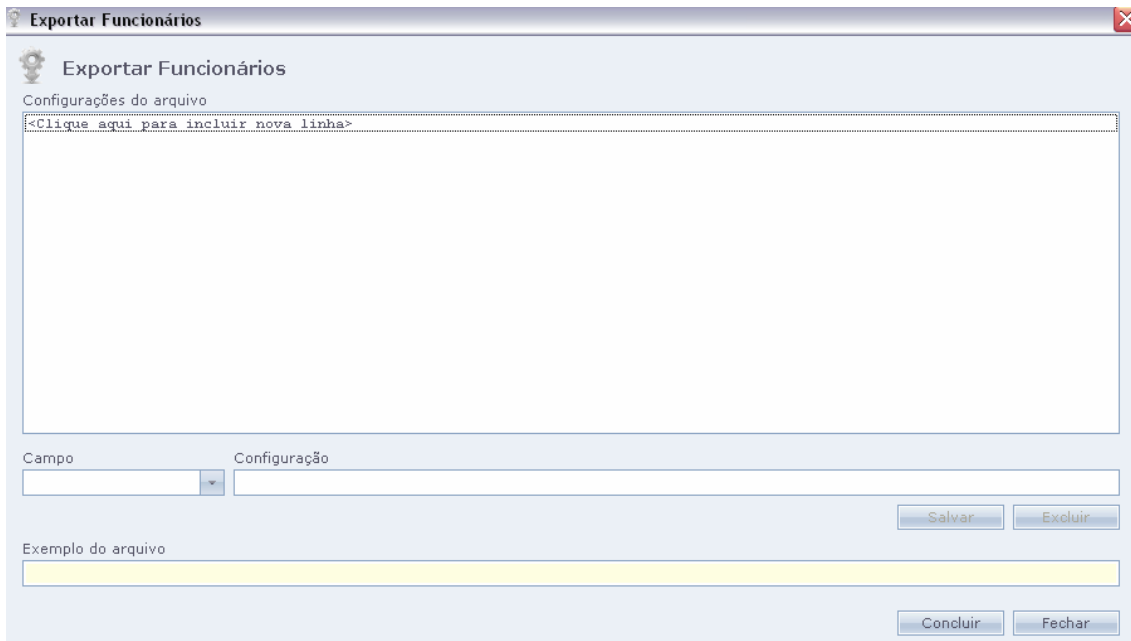 Exportar Funcionários
Exportar Funcionários
Configurações do arquivo
<Clique aqui para incluir nova linha>
Campo Configuração
Salvar Excluir
Exemplo do arquivo
Concluir Fechar